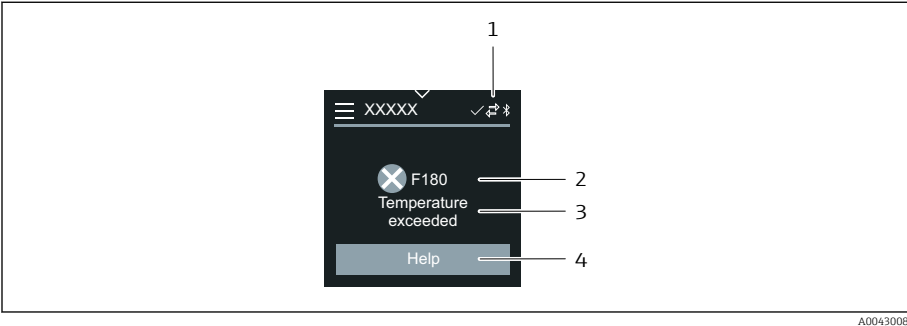 1
XXXXX
F180
2
Temperature
exceeded
3
Help
4
A0043008